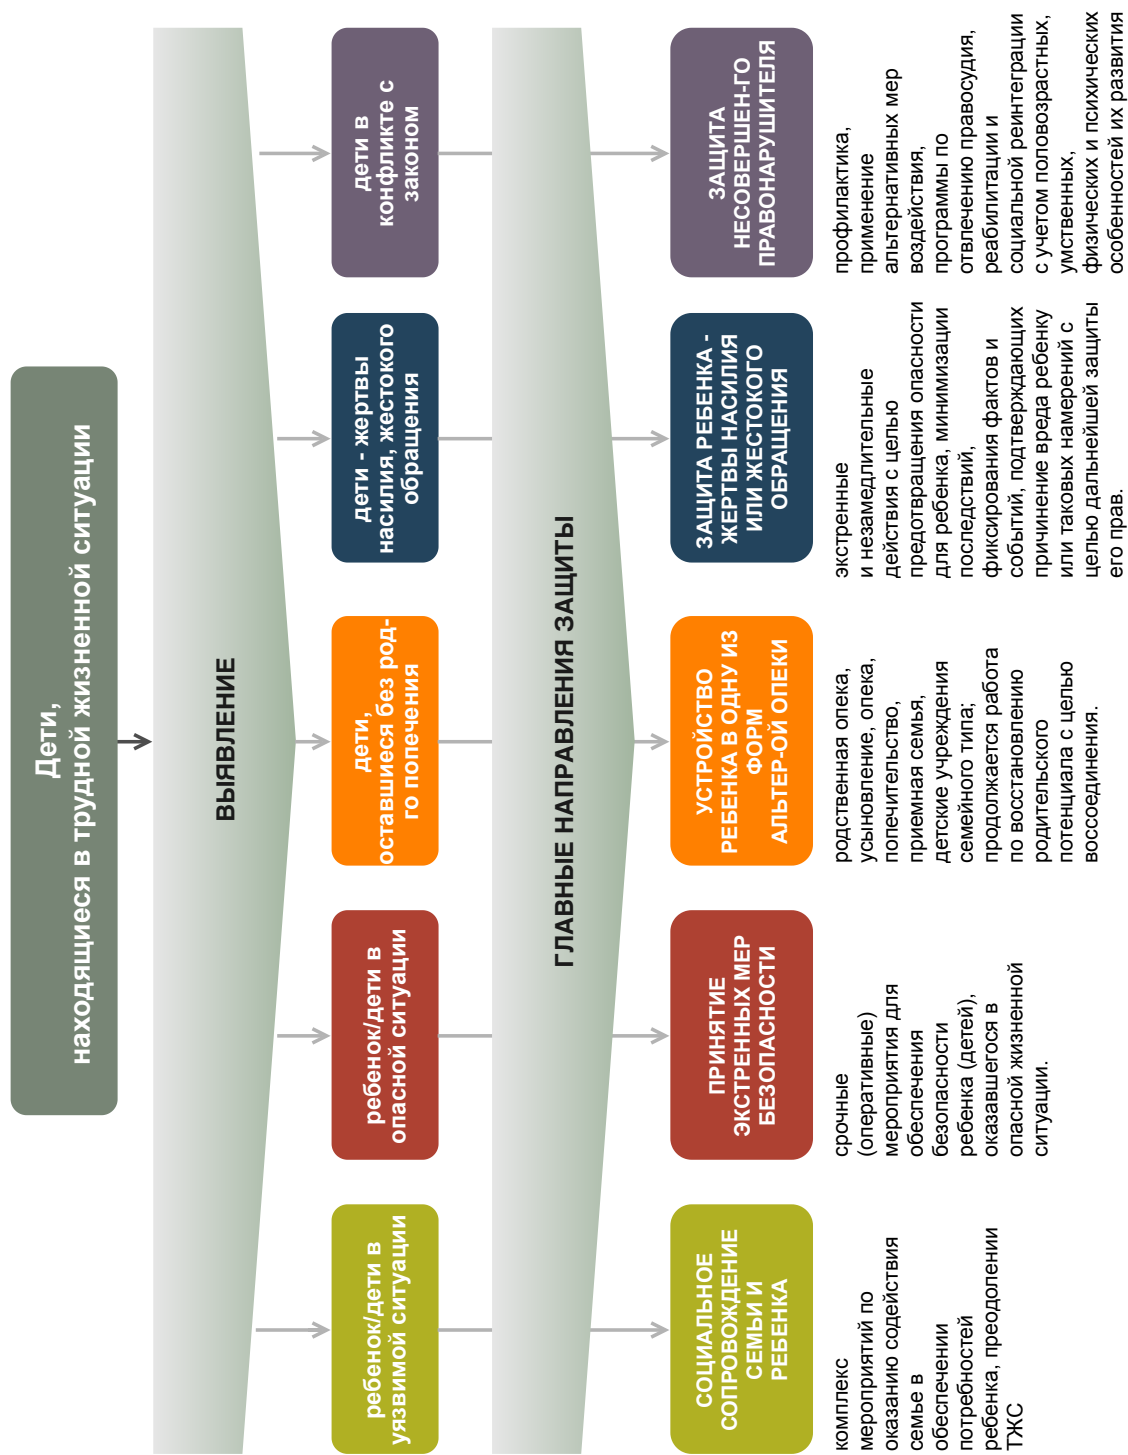 Дети,
находящиеся в трудной жизненной ситуации
ВЫЯВЛЕНИЕ
ребенок/дети в
уязвимой ситуации
ребенок/дети в
опасной ситуации
дети,
оставшиеся без род-
го попечения
дети - жертвы
насилия, жестокого
обращения
дети в
конфликте с
законом
ГЛАВНЫЕ НАПРАВЛЕНИЯ ЗАЩИТЫ
СОЦИАЛЬНОЕ
СОПРОВОЖДЕНИЕ
СЕМЬИ И
РЕБЕНКА
ПРИНЯТИЕ
ЭКСТРЕННЫХ МЕР
БЕЗОПАСНОСТИ
УСТРОЙСТВО
РЕБЕНКА В ОДНУ ИЗ
ФОРМ
АЛЬТЕР-ОЙ ОПЕКИ
ЗАЩИТА РЕБЕНКА -
ЖЕРТВЫ НАСИЛИЯ
ИЛИ ЖЕСТОКОГО
ОБРАЩЕНИЯ
ЗАЩИТА
НЕСОВЕРШЕН-ГО
ПРАВОНАРУШИТЕЛЯ
комплекс
мероприятий по
оказанию содействия
семье в
обеспечении
потребностей
ребенка, преодолении
ТЖС
срочные
(оперативные)
мероприятия для
обеспечения
безопасности
ребенка (детей),
оказавшегося в
опасной жизненной
ситуации.
родственная опека,
усыновление, опека,
попечительство,
приемная семья,
детские учреждения
семейного типа;
продолжается работа
по восстановлению
родительского
потенциала с целью
воссоединения.
экстренные
и незамедлительные
действия с целью
предотвращения опасности
для ребенка, минимизации
последствий,
фиксирования фактов и
событий, подтверждающих
причинение вреда ребенку
или таковых намерений с
целью дальнейшей защиты
его прав.
профилактика,
применение
альтернативных мер
воздействия,
программы по
отвлечению правосудия,
реабилитации и
социальной реинтеграции
с учетом половозрастных,
умственных,
физических и психических
особенностей их развития